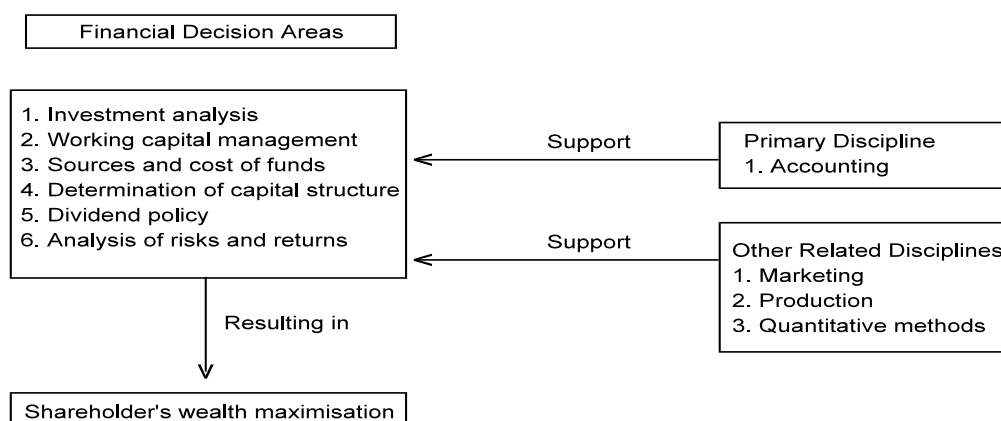 Financial Decision Areas
1. Investment analysis
2. Working capital management
3. Sources and cost of funds
4. Determination of capital structure
5. Dividend policy
6. Analysis of risks and returns
Support
Primary Discipline
1. Accounting
Support
Other Related Disciplines
1. Marketing
2. Production
3. Quantitative methods
Resulting in
Shareholder's wealth maximisation